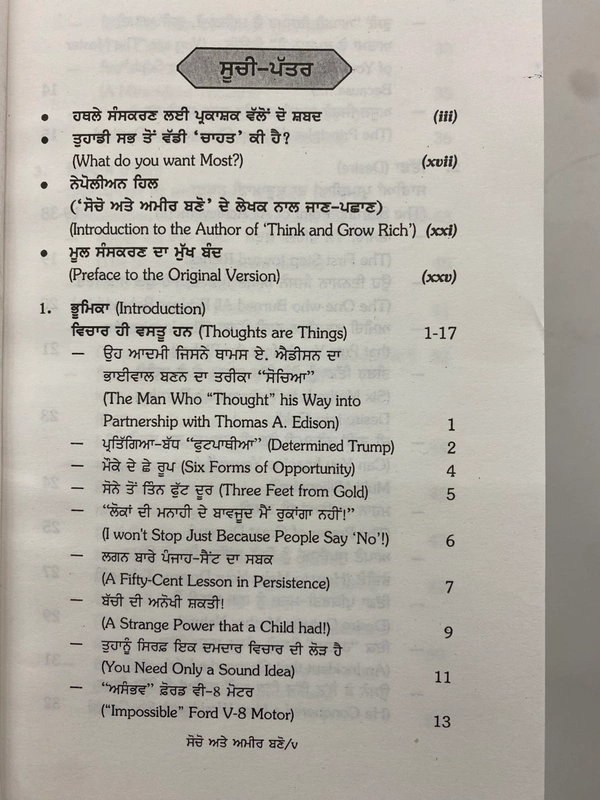 ਸੂਚੀ-ਪੱਤਰ
• ਹਥਲੇ ਸੰਸਕਰਣ ਲਈ ਪ੍ਰਕਾਸ਼ਕ ਵੱਲੋਂ ਦੋ ਸ਼ਬਦ (iii)
• ਤੁਹਾਡੀ ਸਭ ਤੋਂ ਵੱਡੀ ‘ਚਾਹਤ’ ਕੀ ਹੈ?
(What do you want Most?) (xvii)
• ਨੇਪੋਲੀਅਨ ਹਿਲ
(‘ਸੋਚੋ ਅਤੇ ਅਮੀਰ ਬਣੋ’ ਦੇ ਲੇਖਕ ਨਾਲ ਜਾਣ-ਪਛਾਣ)
(Introduction to the Author of ‘Think and Grow Rich’) (xxi)
• ਮੂਲ ਸੰਸਕਰਣ ਦਾ ਮੁੱਖ ਬੰਦ
(Preface to the Original Version) (xxv)
1. ਭੂਮਿਕਾ (Introduction)
ਵਿਚਾਰ ਹੀ ਵਸਤੂ ਹਨ (Thoughts are Things) 1-17
– ਉਹ ਆਦਮੀ ਜਿਸਨੇ ਥਾਮਸ ਏ. ਐਡੀਸਨ ਦਾ
ਭਾਈਵਾਲ ਬਣਨ ਦਾ ਤਰੀਕਾ “ਸੋਚਿਆ”
(The Man Who “Thought” his Way into
Partnership with Thomas A. Edison) 1
– ਪ੍ਰਤਿੱਗਿਆ-ਬੱਧ “ਫੁਟਪਾਥੀਆ” (Determined Trump) 2
– ਮੌਕੇ ਦੇ ਛੇ ਰੂਪ (Six Forms of Opportunity) 4
– ਸੋਨੇ ਤੋਂ ਤਿੰਨ ਫੁੱਟ ਦੂਰ (Three Feet from Gold) 5
– “ਲੋਕਾਂ ਦੀ ਮਨਾਹੀ ਦੇ ਬਾਵਜੂਦ ਮੈਂ ਰੁਕਾਂਗਾ ਨਹੀਂ!”
(I won't Stop Just Because People Say ‘No’!) 6
– ਲਗਨ ਬਾਰੇ ਪੰਜਾਹ-ਸੈਂਟ ਦਾ ਸਬਕ
(A Fifty-Cent Lesson in Persistence) 7
– ਬੱਚੀ ਦੀ ਅਨੋਖੀ ਸ਼ਕਤੀ!
(A Strange Power that a Child had!) 9
– ਤੁਹਾਨੂੰ ਸਿਰਫ਼ ਇਕ ਦਮਦਾਰ ਵਿਚਾਰ ਦੀ ਲੋੜ ਹੈ
(You Need Only a Sound Idea) 11
– “ਅਸੰਭਵ” ਫ਼ੋਰਡ ਵੀ-8 ਮੋਟਰ
(“Impossible” Ford V-8 Motor) 13
ਸੋਚੋ ਅਤੇ ਅਮੀਰ ਬਣੋ/v